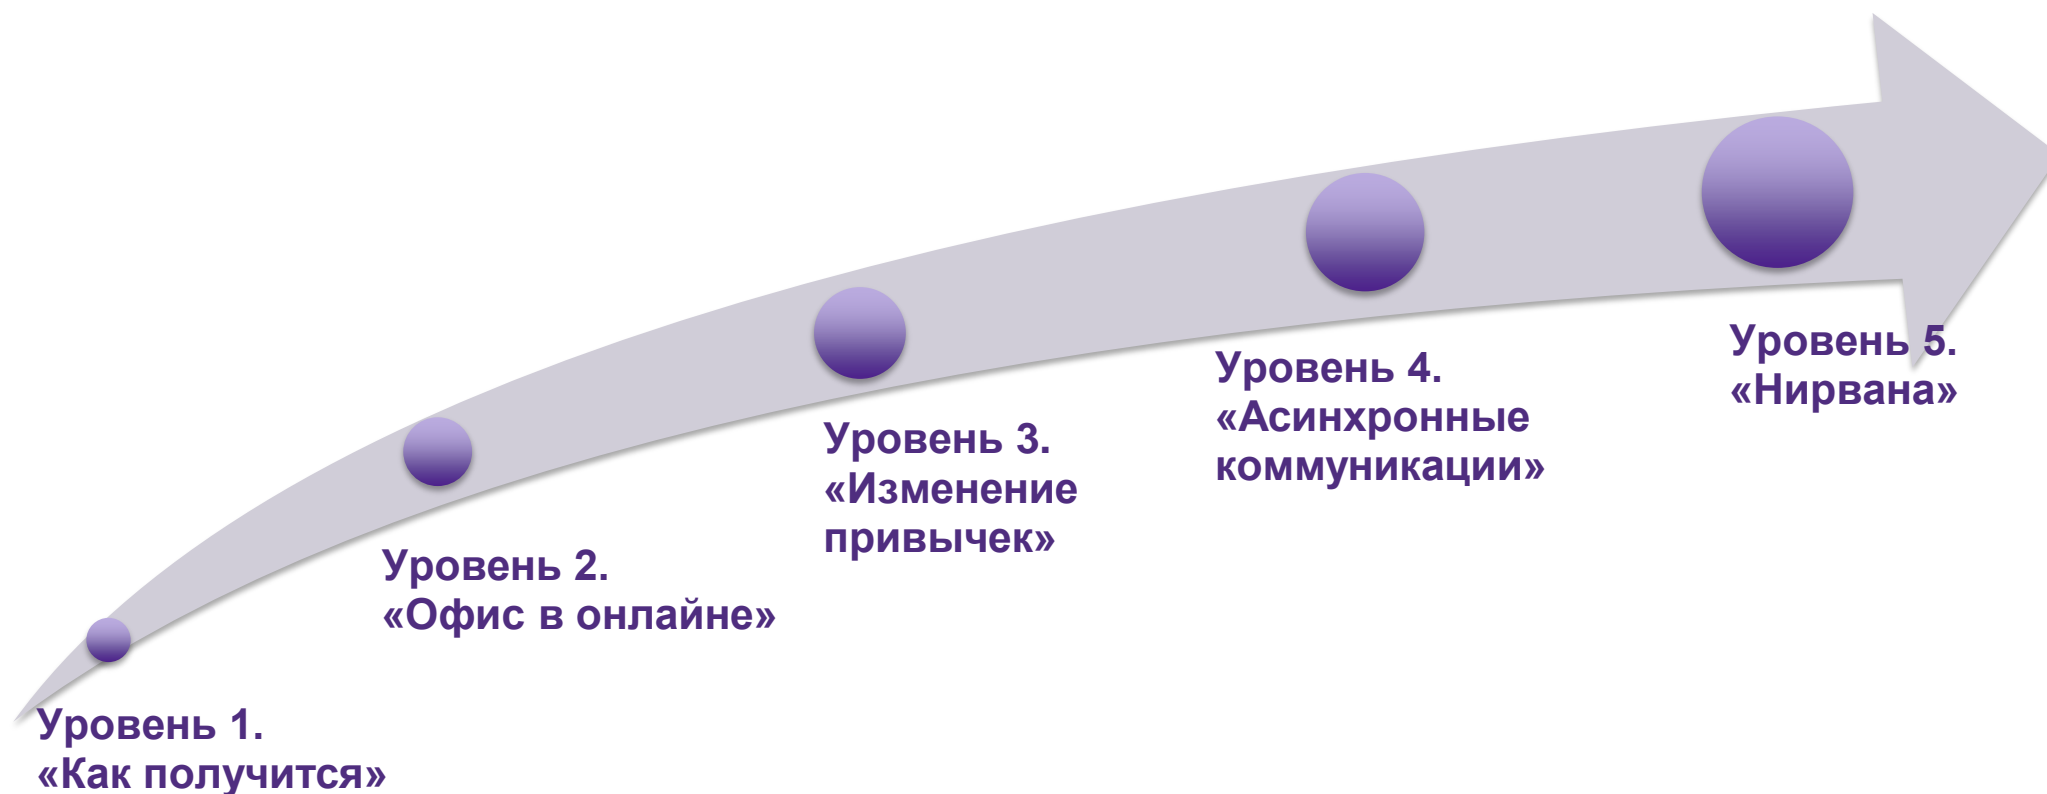 Уровень 1.
«Как получится»
Уровень 2.
«Офис в онлайне»
Уровень 3.
«Изменение
привычек»
Уровень 4.
«Асинхронные
коммуникации»
Уровень 5.
«Нирвана»